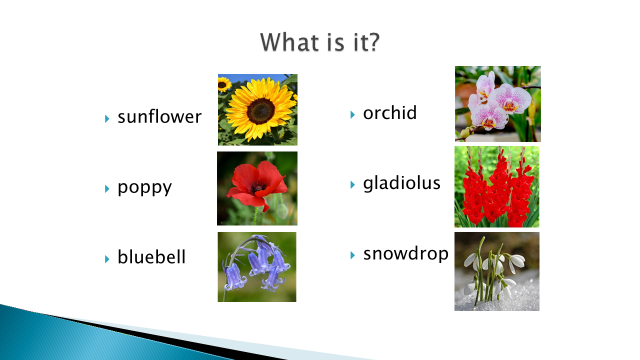 What is it?
sunflower
poppy
bluebell
orchid
gladiolus
snowdrop